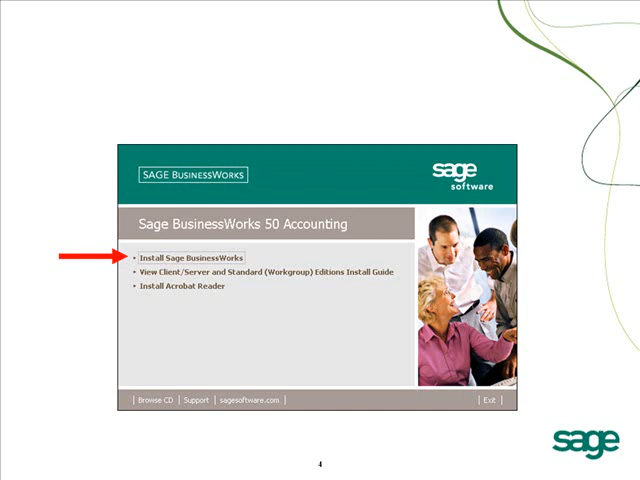 SAGE BUSINESSWORKS
sage
software
Sage BusinessWorks 50 Accounting
Install Sage BusinessWorks
View Client/Server and Standard (Workgroup) Editions Install Guide
Install Acrobat Reader
Browse CD | Support | sagesoftware.com |
| Exit |
sage
4